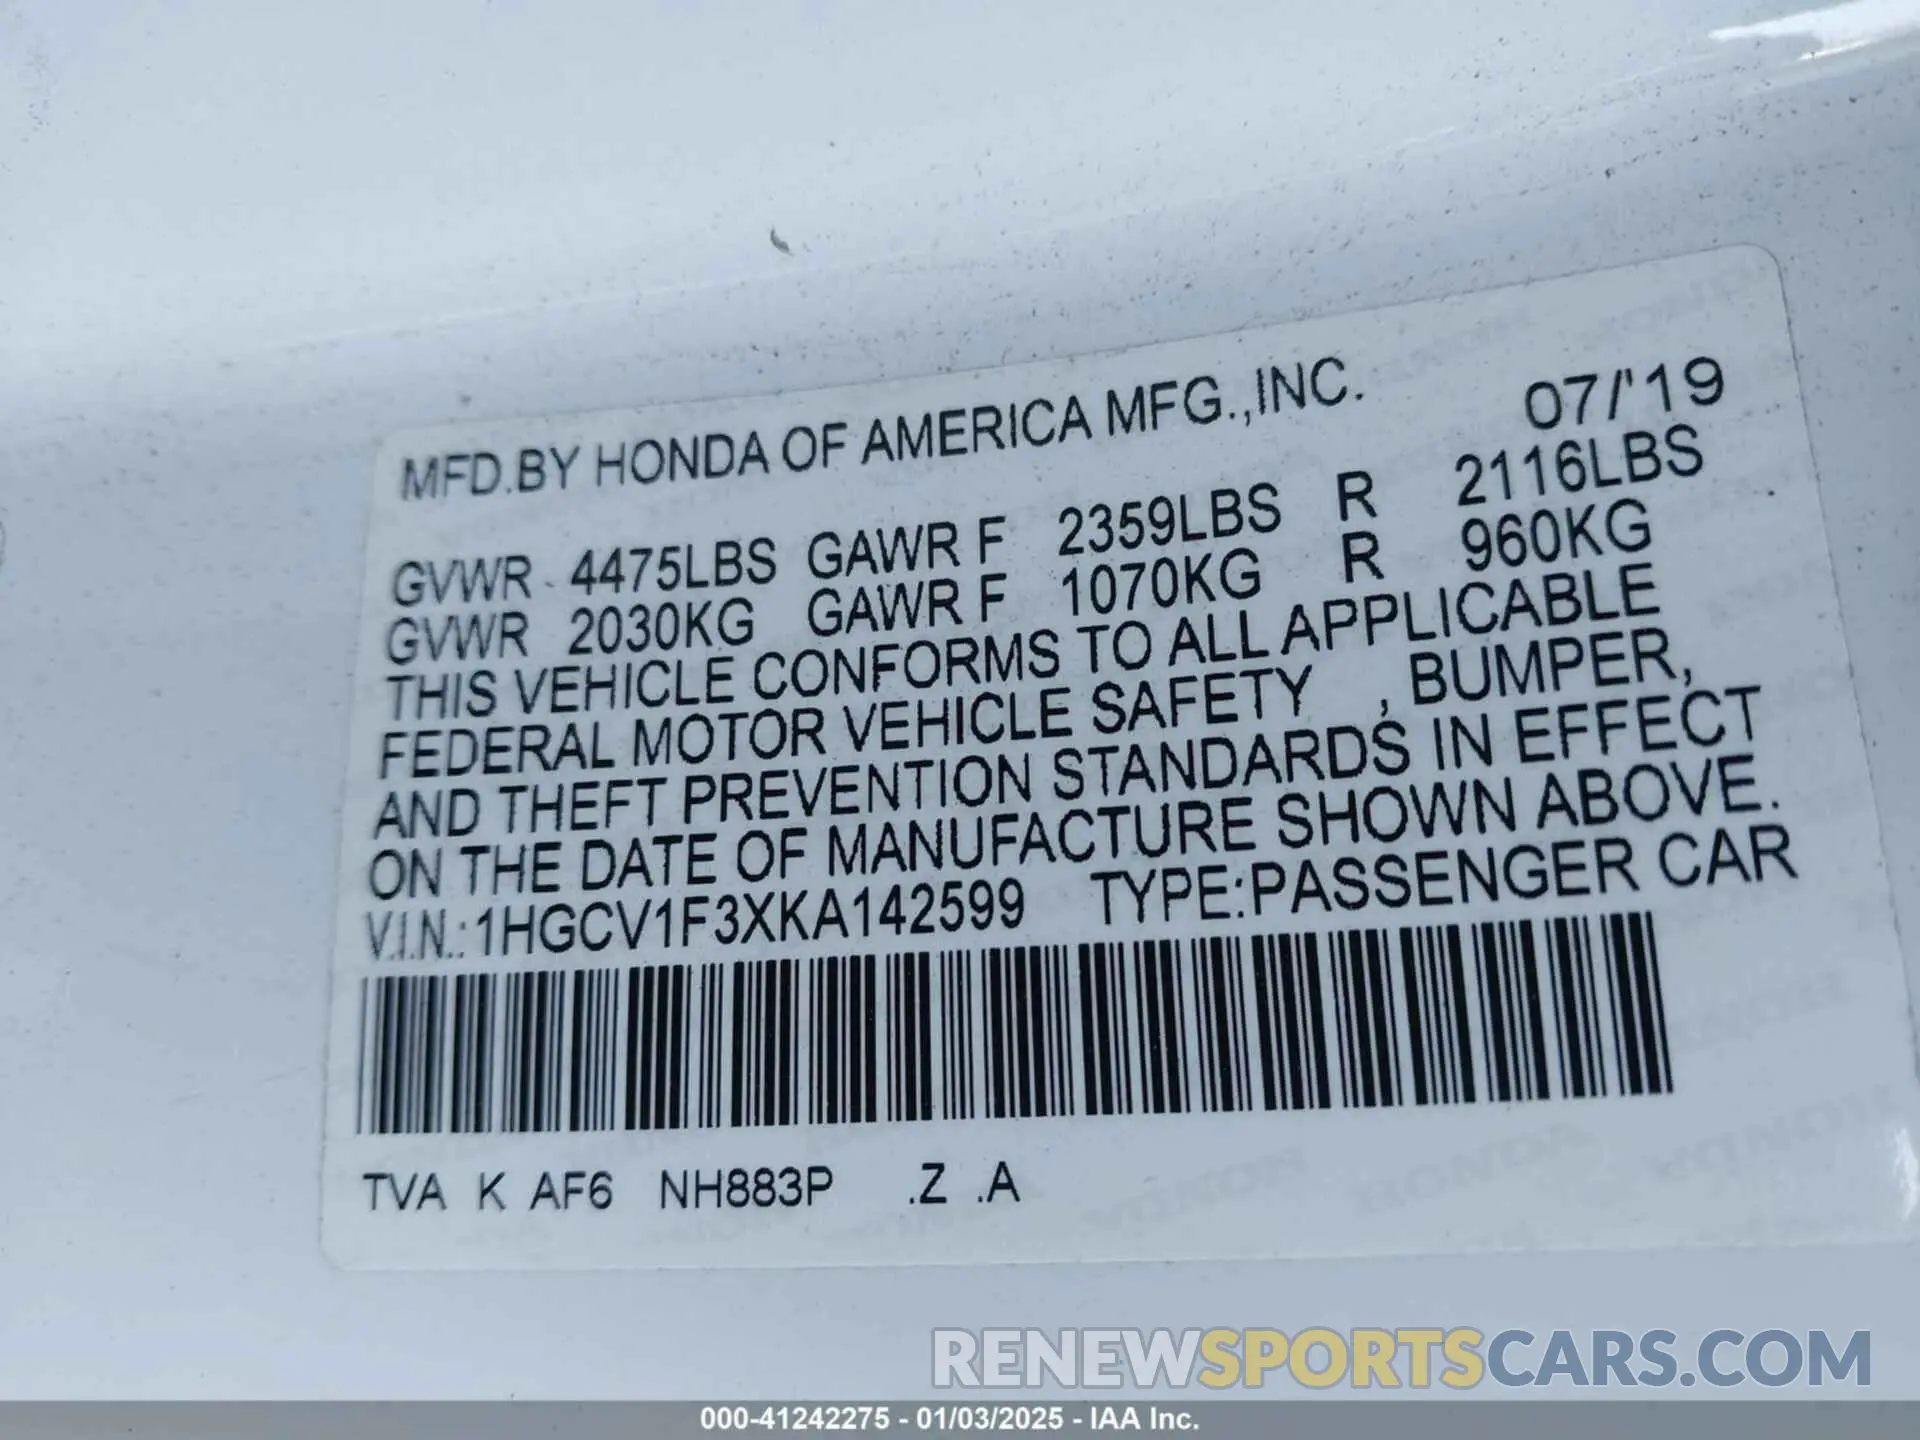 MFD.BY HONDA OF AMERICA MFG.,INC. 07/'19
GVWR 4475LBS GAWR F 2359LBS R 2116LBS
GVWR 2030KG GAWR F 1070KG R 960KG
THIS VEHICLE CONFORMS TO ALL APPLICABLE
FEDERAL MOTOR VEHICLE SAFETY , BUMPER,
AND THEFT PREVENTION STANDARDS IN EFFECT
ON THE DATE OF MANUFACTURE SHOWN ABOVE.
V.I.N.:1HGCV1F3XKA142599 TYPE:PASSENGER CAR
TVA K AF6 NH883P .Z .A
RENEWSPORTSCARS.COM
000-41242275 - 01/03/2025 - IAA Inc.